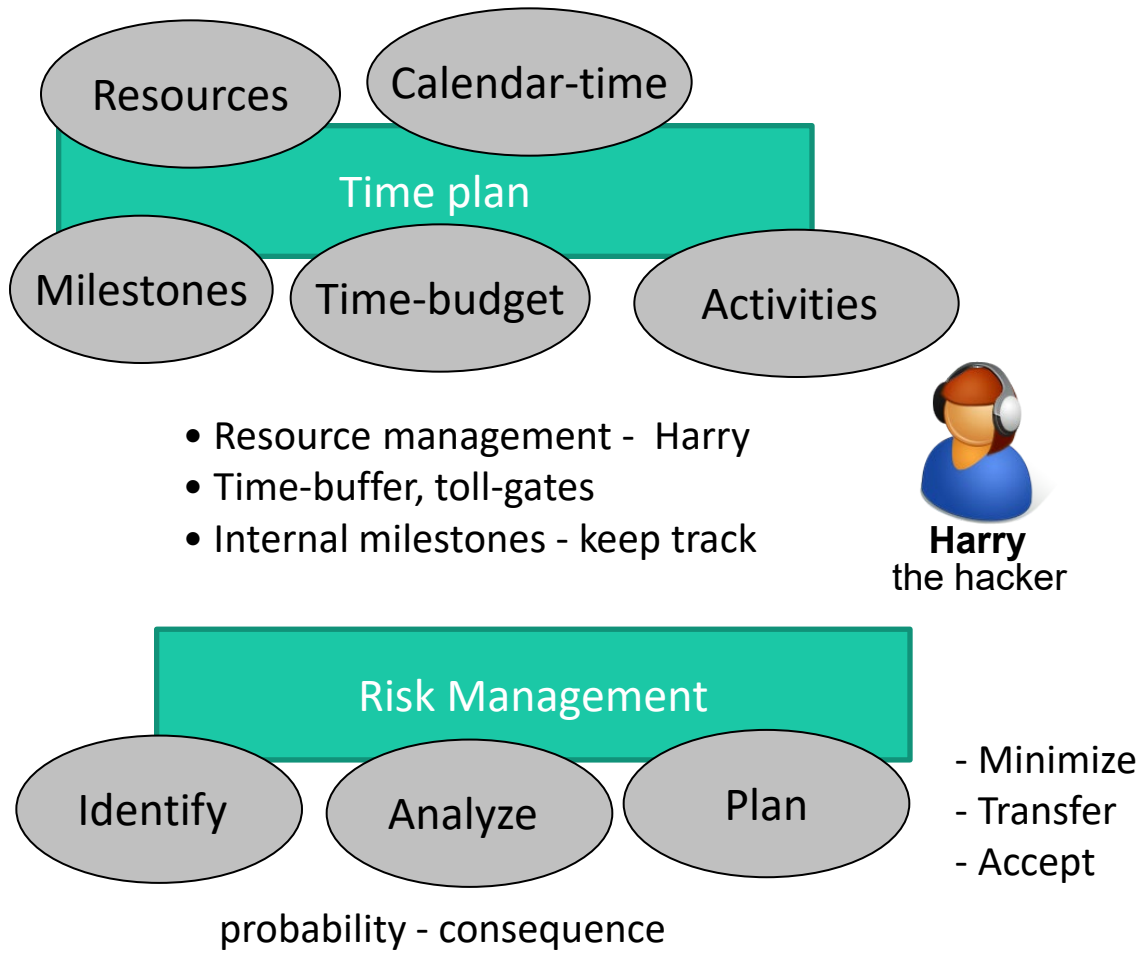 Resources
Calendar-time
Time plan
Milestones
Time-budget
Activities
• Resource management - Harry
• Time-buffer, toll-gates
• Internal milestones - keep track
Harry
the hacker
Risk Management
Identify
Analyze
Plan
- Minimize
- Transfer
- Accept
probability - consequence